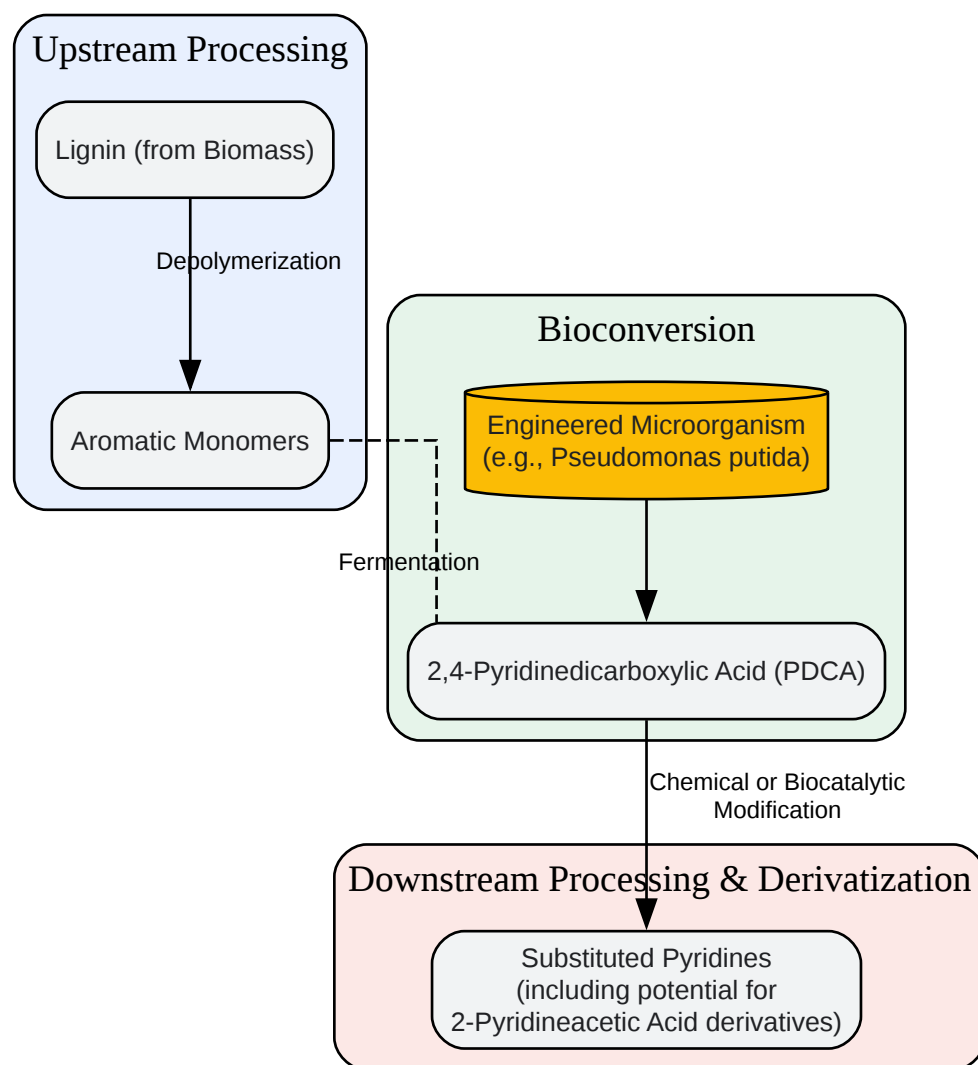 Upstream Processing
Lignin (from Biomass)
Depolymerization
Aromatic Monomers
Bioconversion
Engineered Microorganism
(e.g., Pseudomonas putida)
Fermentation
2,4-Pyridinedicarboxylic Acid (PDCA)
Chemical or Biocatalytic
Modification
Downstream Processing & Derivatization
Substituted Pyridines
(including potential for
2-Pyridineacetic Acid derivatives)